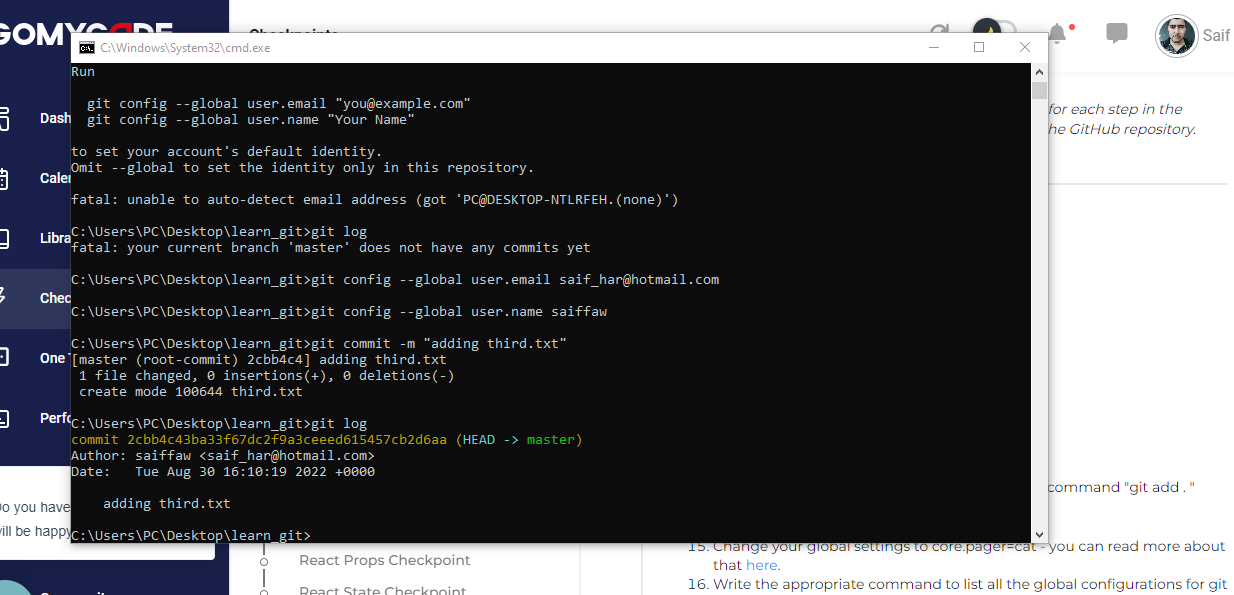 GOMYCODE
Checkpoints
Saif
C:\Windows\System32\cmd.exe
Run
git config --global user.email "you@example.com"
git config --global user.name "Your Name"
to set your account's default identity.
Omit --global to set the identity only in this repository.
fatal: unable to auto-detect email address (got 'PC@DESKTOP-NTLRFEH.(none)')
C:\Users\PC\Desktop\learn_git>git log
fatal: your current branch 'master' does not have any commits yet
C:\Users\PC\Desktop\learn_git>git config --global user.email saif_har@hotmail.com
C:\Users\PC\Desktop\learn_git>git config --global user.name saiffaw
C:\Users\PC\Desktop\learn_git>git commit -m "adding third.txt"
[master (root-commit) 2cbb4c4] adding third.txt
1 file changed, 0 insertions(+), 0 deletions(-)
create mode 100644 third.txt
C:\Users\PC\Desktop\learn_git>git log
commit 2cbb4c43ba33f67dc2f9a3ceeed615457cb2d6aa (HEAD -> master)
Author: saiffaw <saif_har@hotmail.com>
Date:   Tue Aug 30 16:10:19 2022 +0000
adding third.txt
C:\Users\PC\Desktop\learn_git>
Dash
Caler
Libra
Chec
One
Perfo
Do you have
will be happy
for each step in the
he GitHub repository.
command "git add . "
React Props Checkpoint
React State Checkpoint
15. Change your global settings to core.pager=cat - you can read more about
that here.
16. Write the appropriate command to list all the global configurations for git